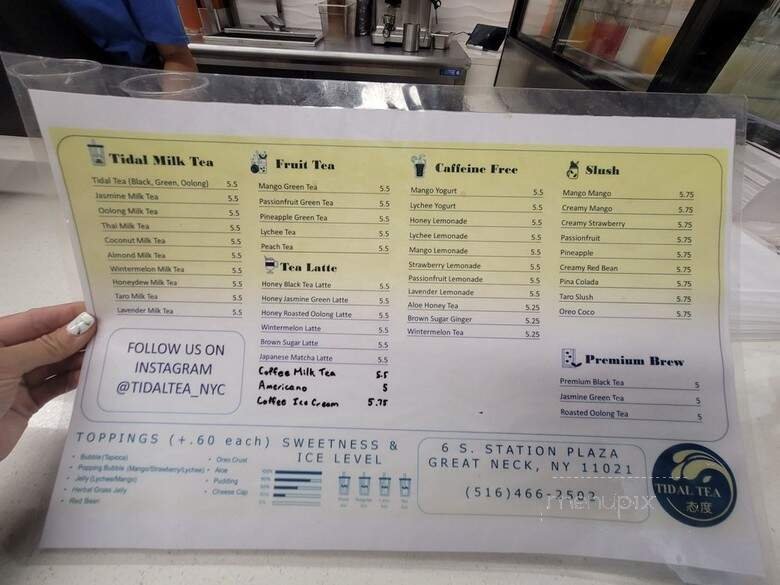 Tidal Milk Tea
Tidal Tea (Black, Green, Oolong) 5.5
Jasmine Milk Tea 5.5
Oolong Milk Tea 5.5
Thai Milk Tea 5.5
Coconut Milk Tea 5.5
Almond Milk Tea 5.5
Wintermelon Milk Tea 5.5
Honeydew Milk Tea 5.5
Taro Milk Tea 5.5
Lavender Milk Tea 5.5
FOLLOW US ON
INSTAGRAM
@TIDALTEA_NYC
Fruit Tea
Mango Green Tea 5.5
Passionfruit Green Tea 5.5
Pineapple Green Tea 5.5
Lychee Tea 5.5
Peach Tea 5.5
Tea Latte
Honey Black Tea Latte 5.5
Honey Jasmine Green Latte 5.5
Honey Roasted Oolong Latte 5.5
Wintermelon Latte 5.5
Brown Sugar Latte 5.5
Japanese Matcha Latte 5.5
Coffee Milk Tea 5.5
Americano 5
Coffee Ice Cream 5.75
Caffeine Free
Mango Yogurt 5.5
Lychee Yogurt 5.5
Honey Lemonade 5.5
Lychee Lemonade 5.5
Mango Lemonade 5.5
Strawberry Lemonade 5.5
Passionfruit Lemonade 5.5
Lavender Lemonade 5.5
Aloe Honey Tea 5.25
Brown Sugar Ginger 5.25
Wintermelon Tea 5.25
Slush
Mango Mango 5.75
Creamy Mango 5.75
Creamy Strawberry 5.75
Passionfruit 5.75
Pineapple 5.75
Creamy Red Bean 5.75
Pina Colada 5.75
Taro Slush 5.75
Oreo Coco 5.75
Premium Brew
Premium Black Tea 5
Jasmine Green Tea 5
Roasted Oolong Tea 5
TOPPINGS (+.60 each)
• Bubble(Tapioca)
• Popping Bubble (Mango/Strawberry/Lychee)
• Jelly (Lychee/Mango)
• Herbal Grass Jelly
• Red Bean
• Oreo Crust
• Aloe
• Pudding
• Cheese Cap
SWEETNESS &
ICE LEVEL
6 S. STATION PLAZA
GREAT NECK, NY 11021
(516)466-2502
menupix
TIDAL TEA
态度